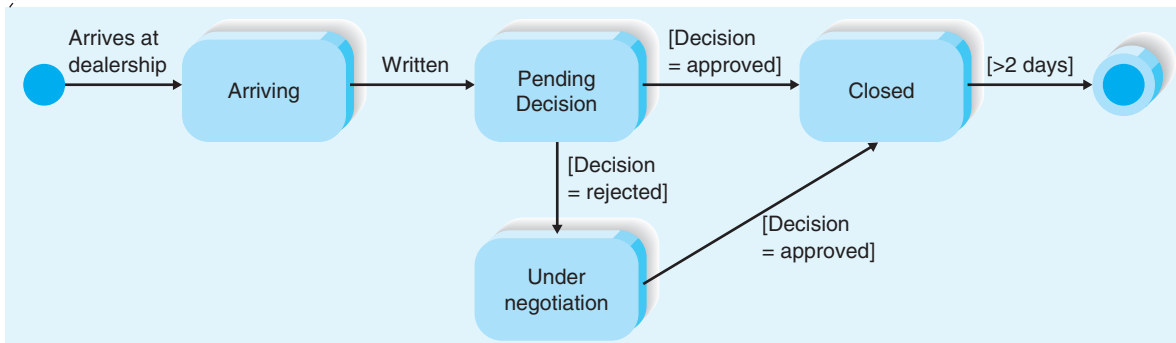 Arrives at
dealership
Arriving
Written
Pending
Decision
[Decision
= approved]
Closed
[>2 days]
[Decision
= rejected]
Under
negotiation
[Decision
= approved]